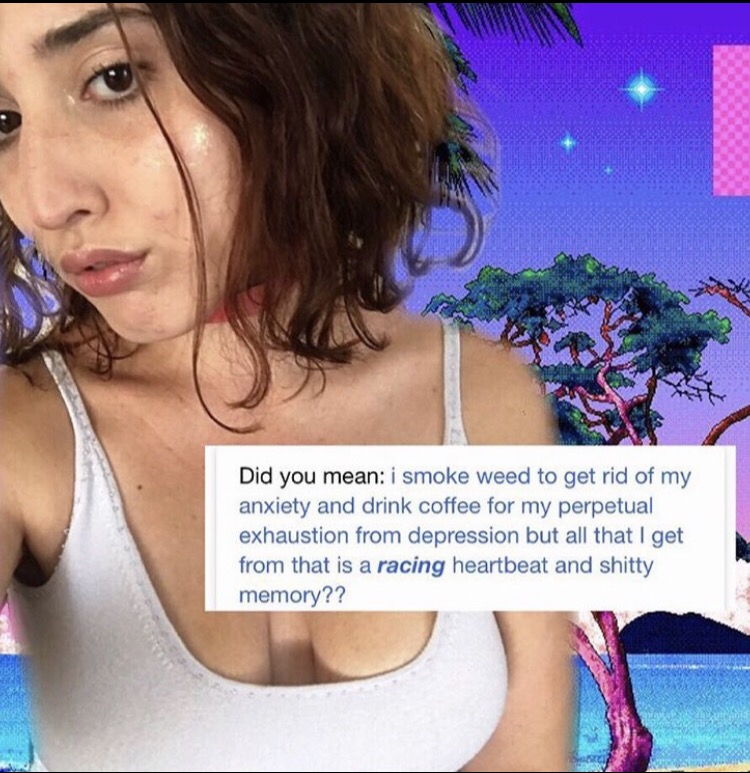 Did you mean: i smoke weed to get rid of my
anxiety and drink coffee for my perpetual
exhaustion from depression but all that I get
from that is a racing heartbeat and shitty
memory??